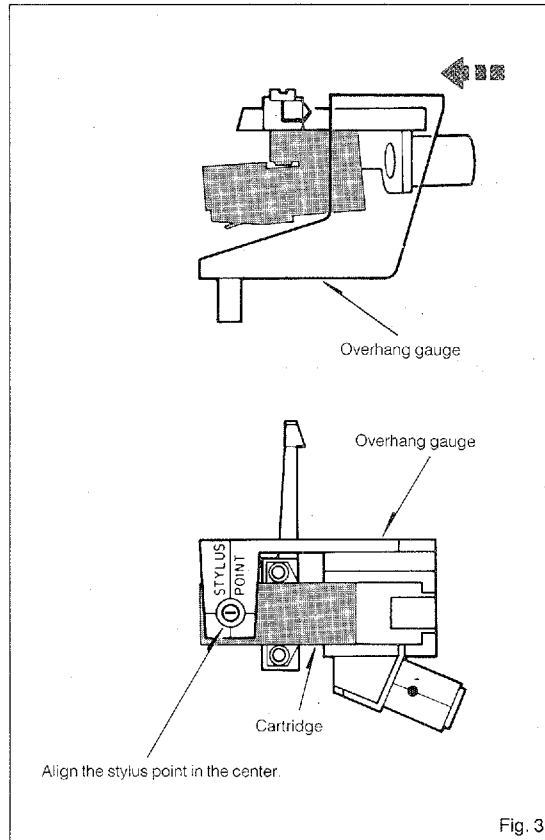 Overhang gauge
Overhang gauge
STYLUS
POINT
Cartridge
Align the stylus point in the center.
Fig. 3